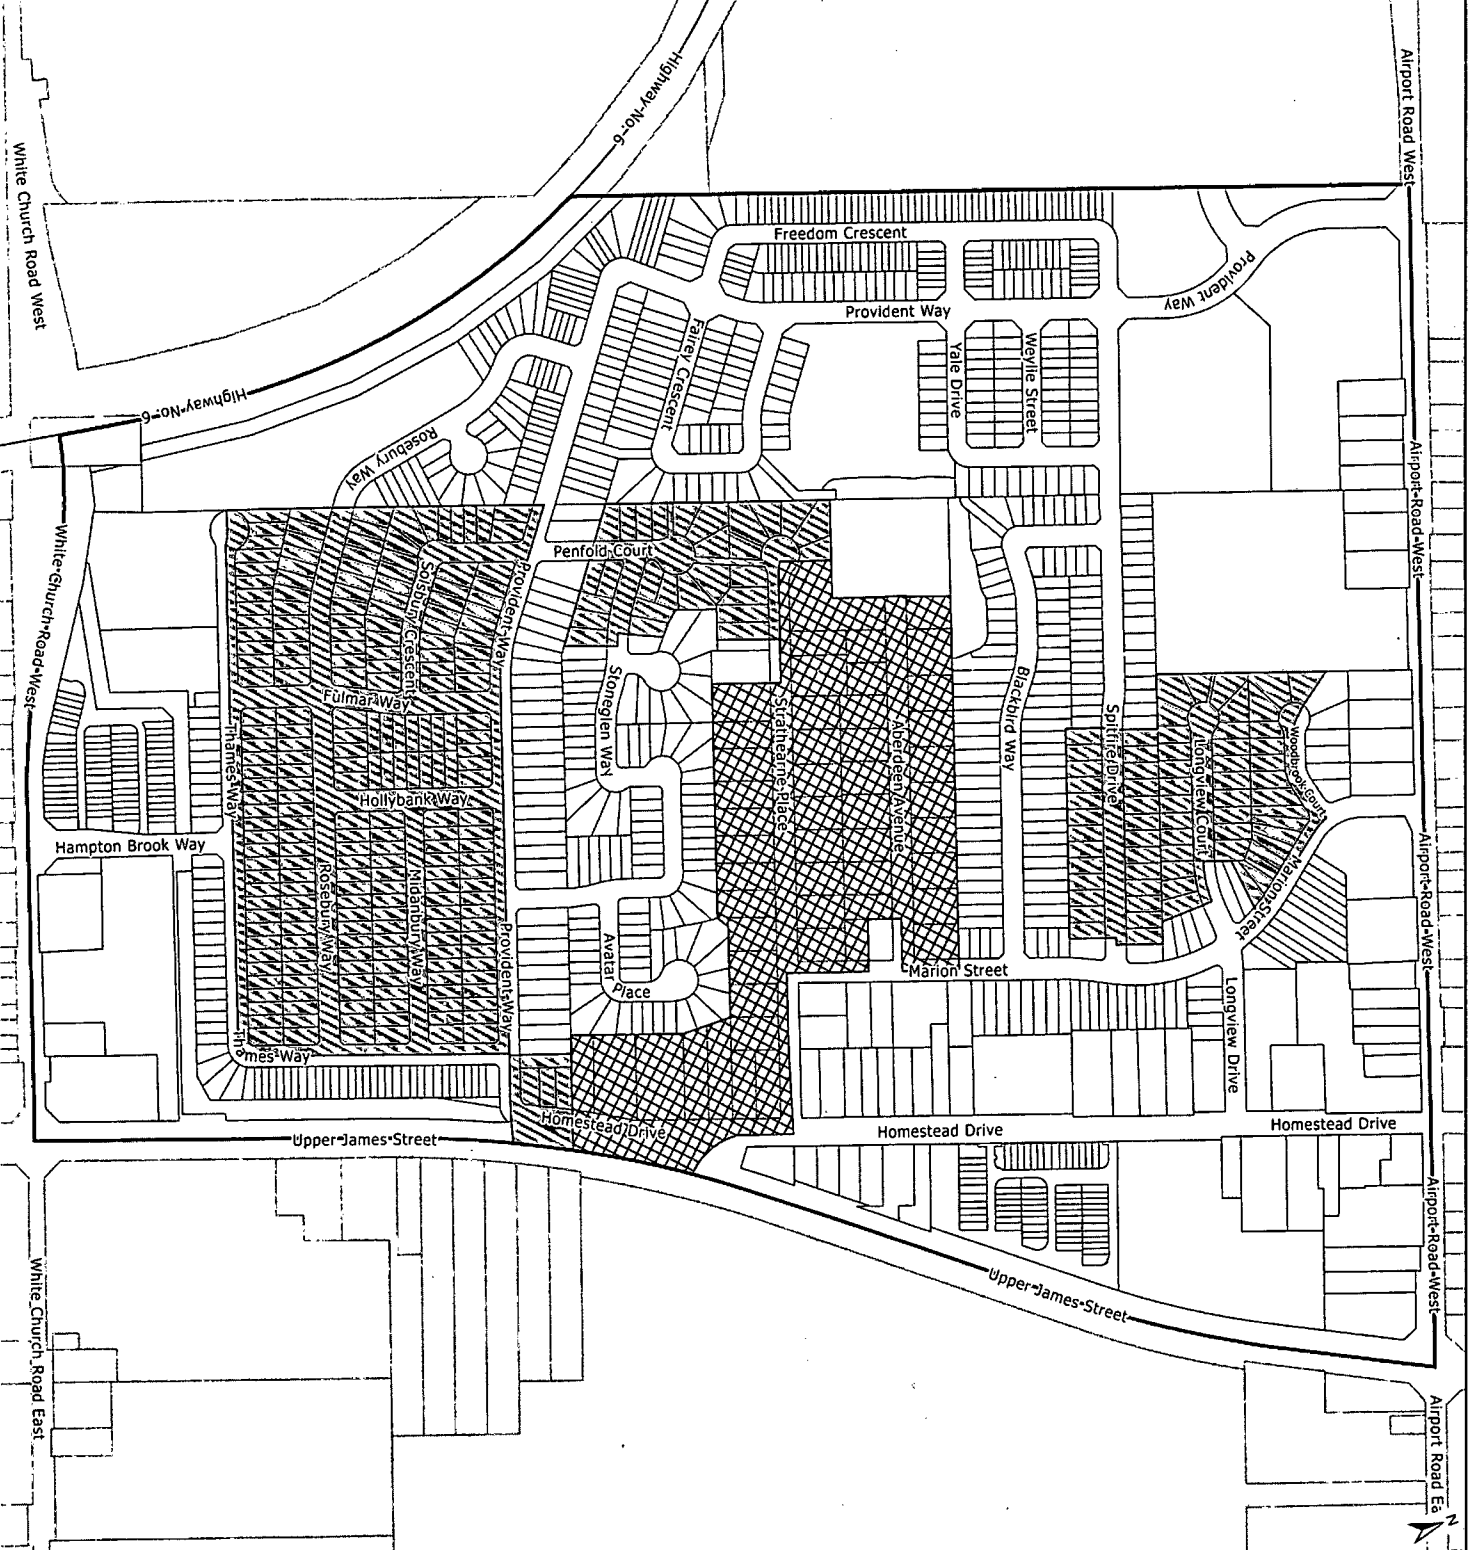 Highway No. 6
Airport Road West
White Church Road West
Freedom Crescent
Provident Way
Provident Way
Fairey Crescent
Yale Drive
Weylie Street
Highway No. 6
Rosebury Way
Airport Road West
White Church Road West
Penfold Court
Solsbury Crescent
Provident Way
Fulmar Way
Stoneglen Way
Strathearne Place
Aberdeen Avenue
Blackbird Way
Spitfire Drive
Longview Court
Woodbrook Court
Thames Way
Hollybank Way
Hampton Brook Way
Marion Street
Airport Road West
Rosebury Way
Midanbury Way
Provident Way
Avatar
Place
Marion Street
Longview Drive
Thames Way
Homestead Drive
Homestead Drive
Homestead Drive
Upper James Street
Airport Road West
Upper James Street
White Church Road East
Airport Road Ea
N